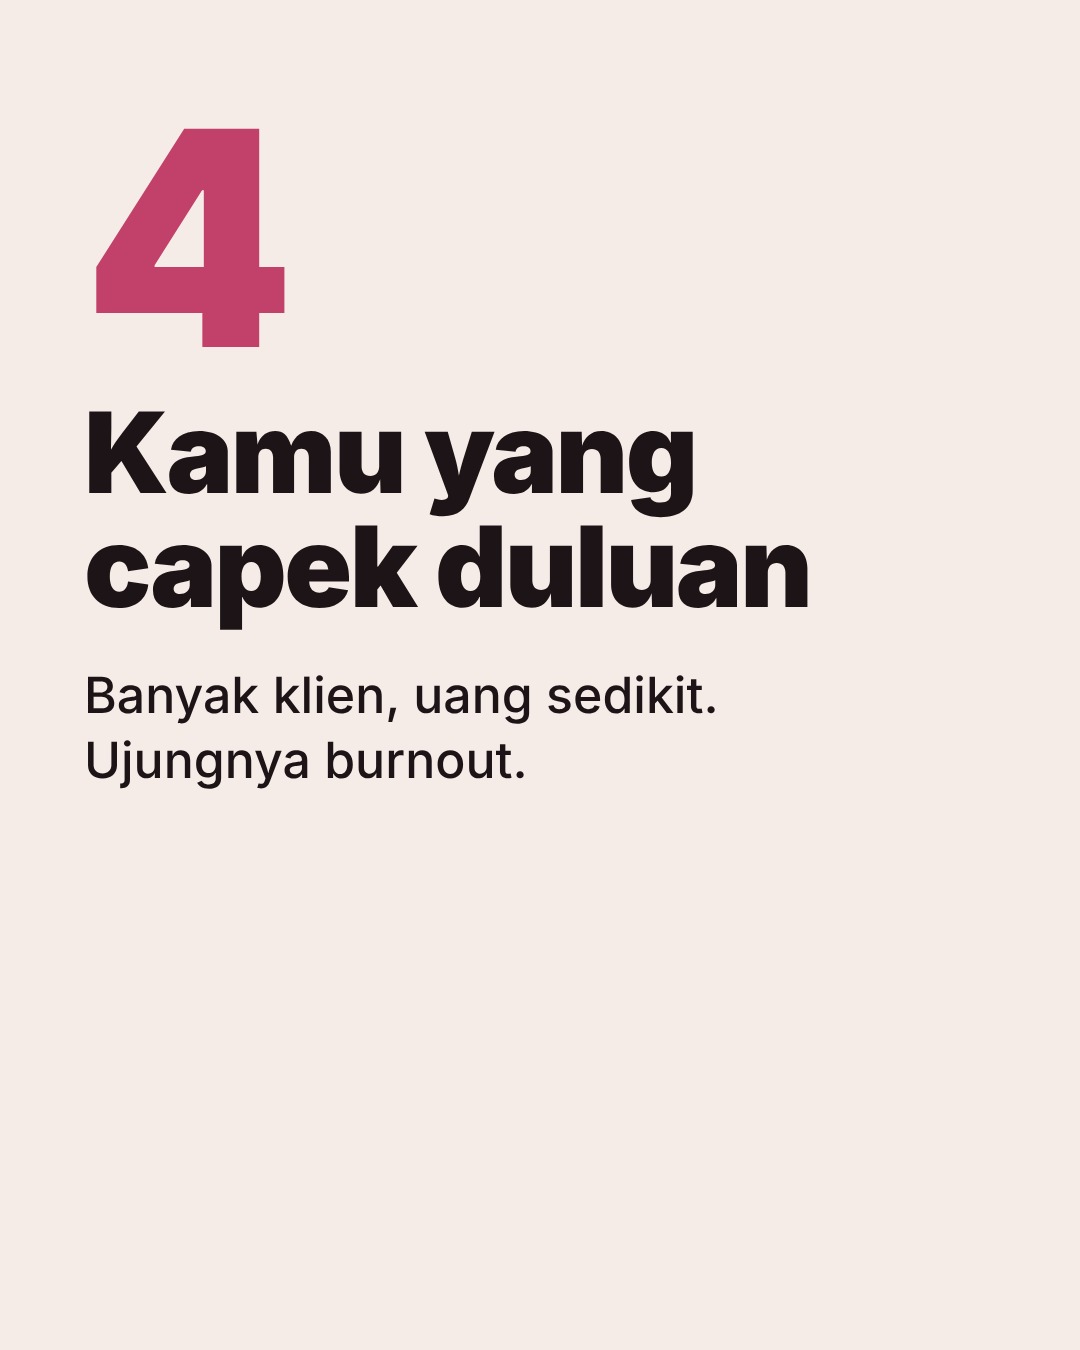 4
Kamu yang
capek duluan
Banyak klien, uang sedikit.
Ujungnya burnout.